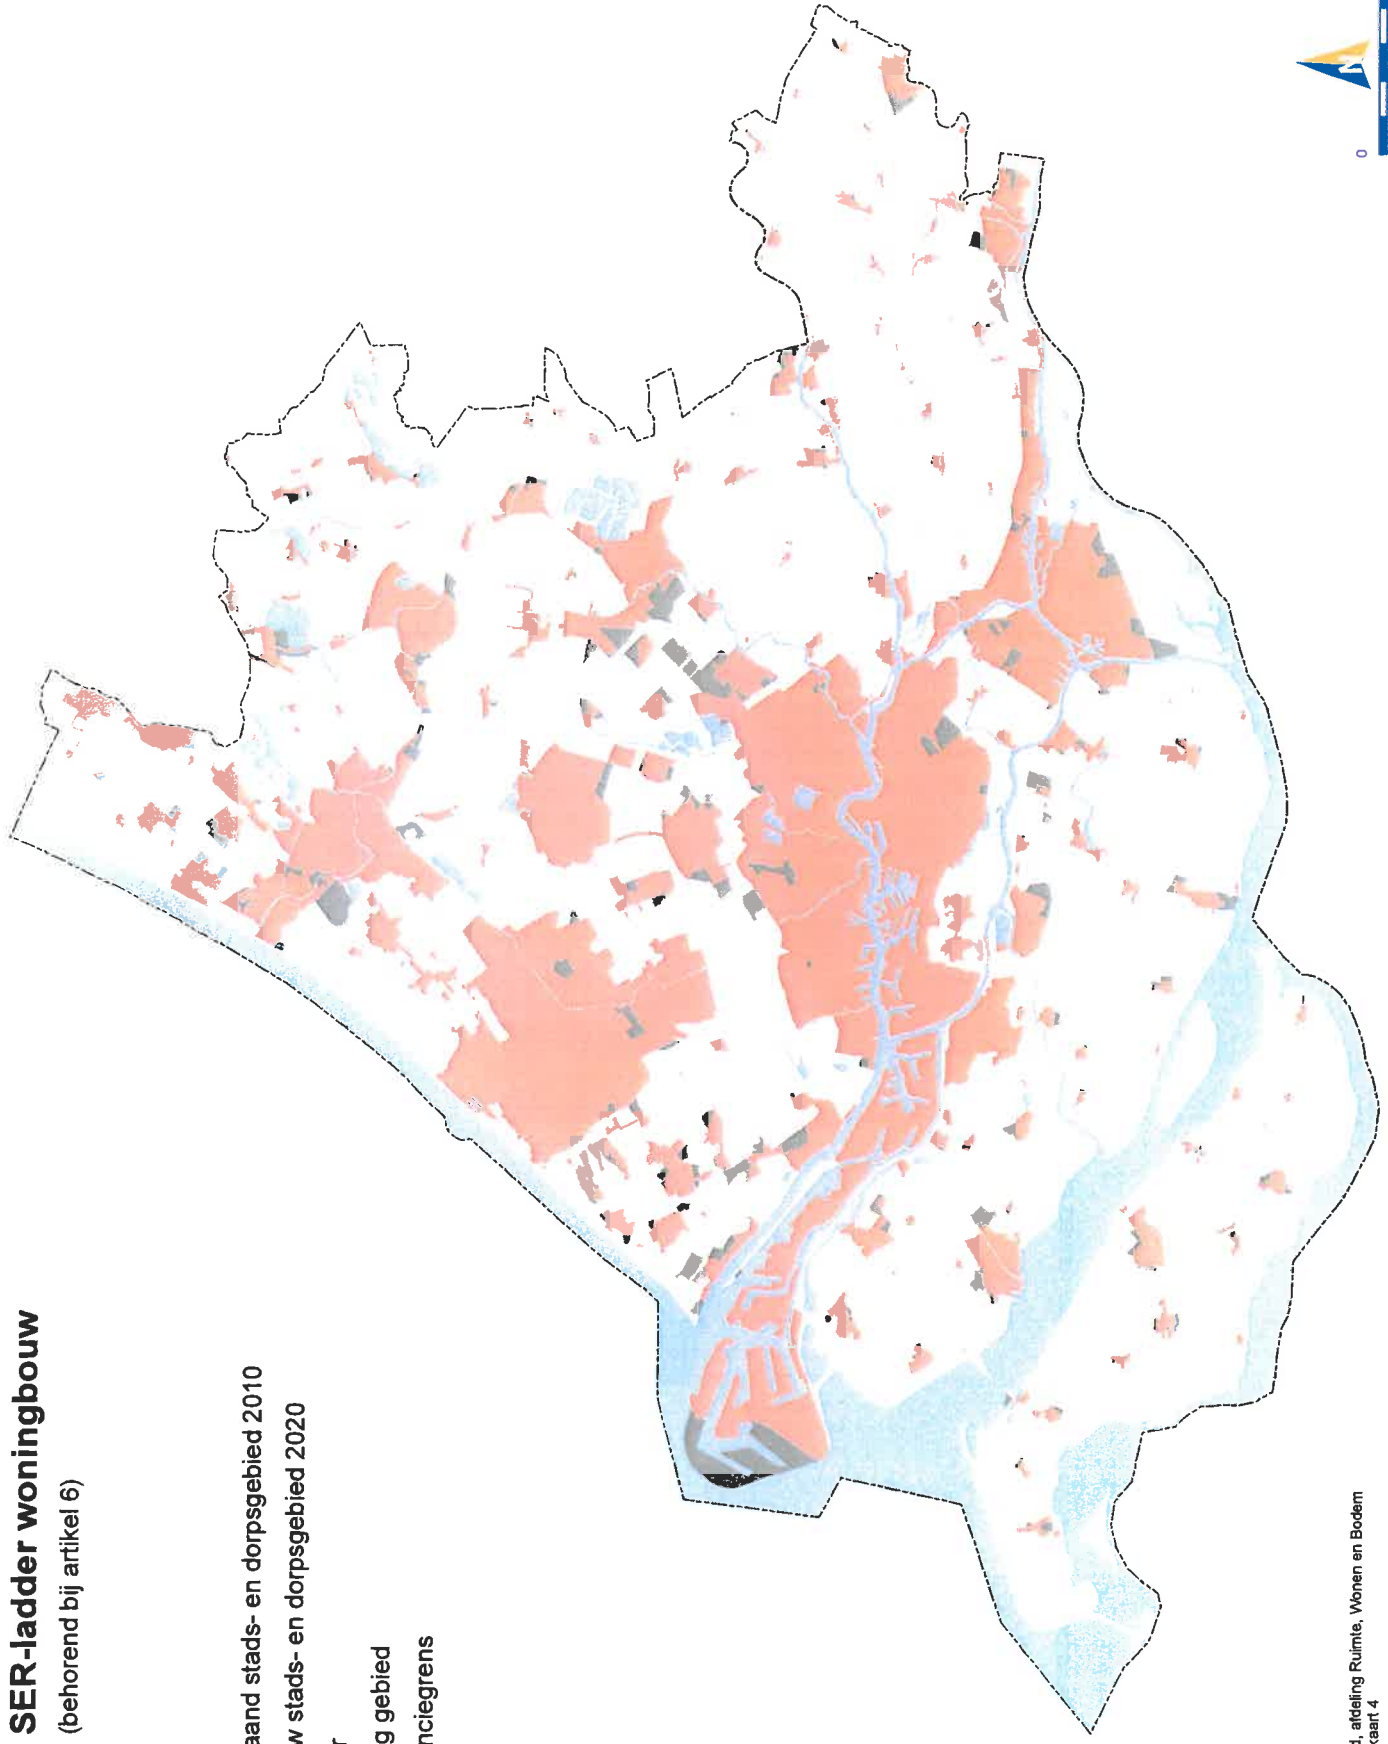 SER-ladder woningbouw
(behorend bij artikel 6)
aand stads- en dorpsgebied 2010
w stads- en dorpsgebied 2020
r
g gebied
nciegrens
d, afdeling Ruimte, Wonen en Bodem
kaart 4
N
0